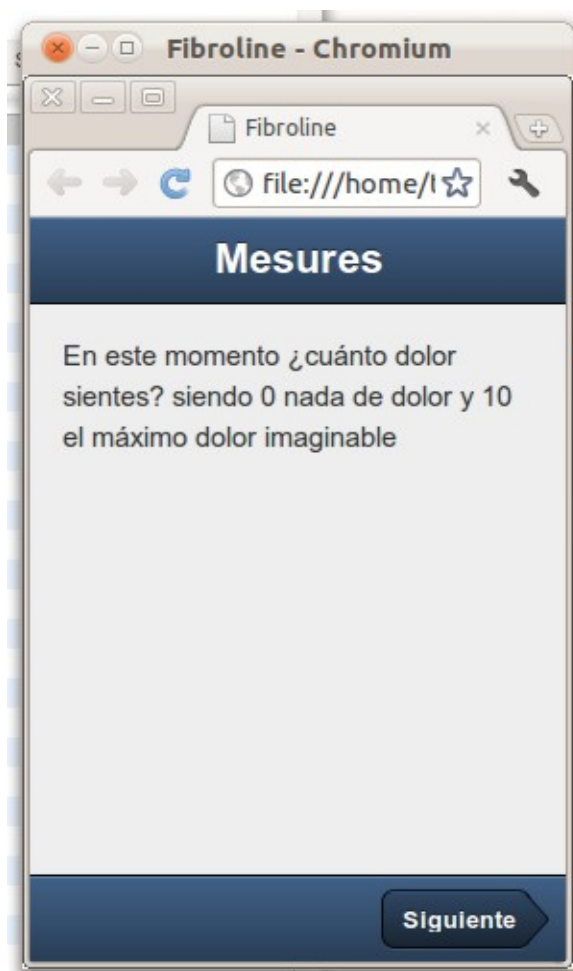 Fibroline - Chromium
Fibroline
file:///home/
Mesures
En este momento ¿cuánto dolor
sientes? siendo 0 nada de dolor y 10
el máximo dolor imaginable
Siguiente